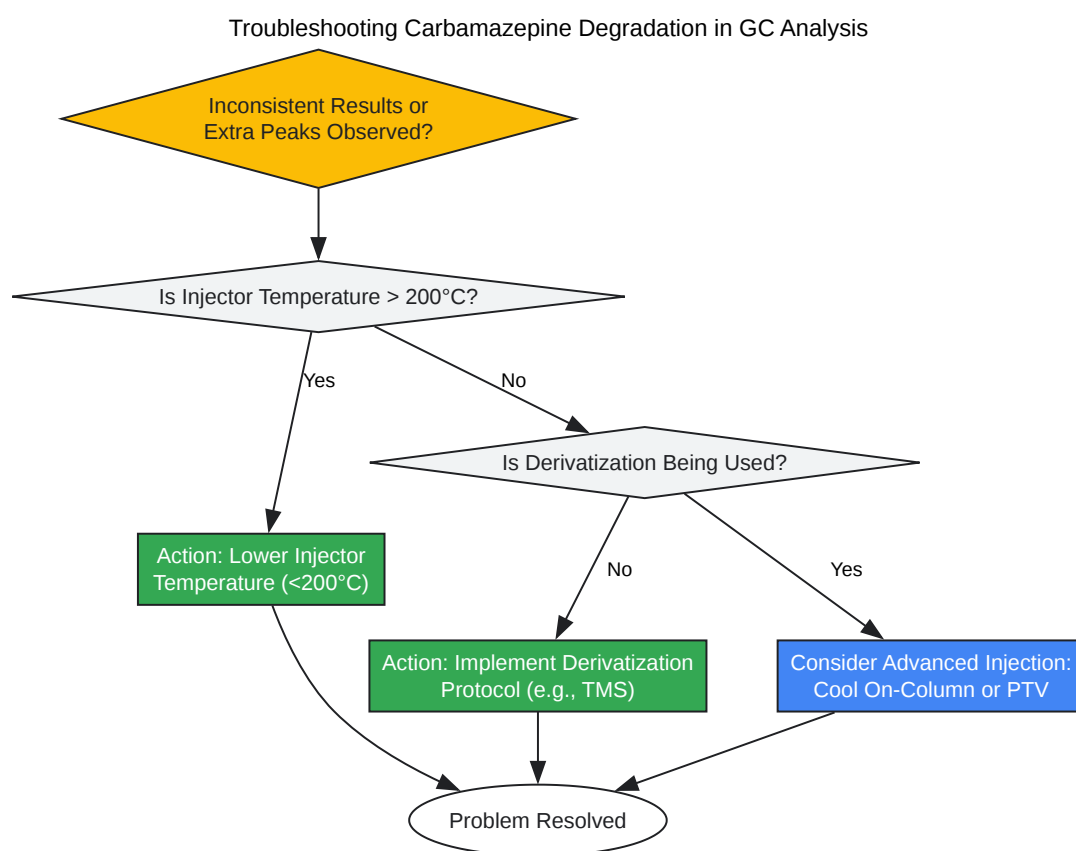 Troubleshooting Carbamazepine Degradation in GC Analysis
Inconsistent Results or
Extra Peaks Observed?
Is Injector Temperature > 200°C?
Yes
No
Is Derivatization Being Used?
Action: Lower Injector
Temperature (<200°C)
No
Yes
Action: Implement Derivatization
Protocol (e.g., TMS)
Consider Advanced Injection:
Cool On-Column or PTV
Problem Resolved